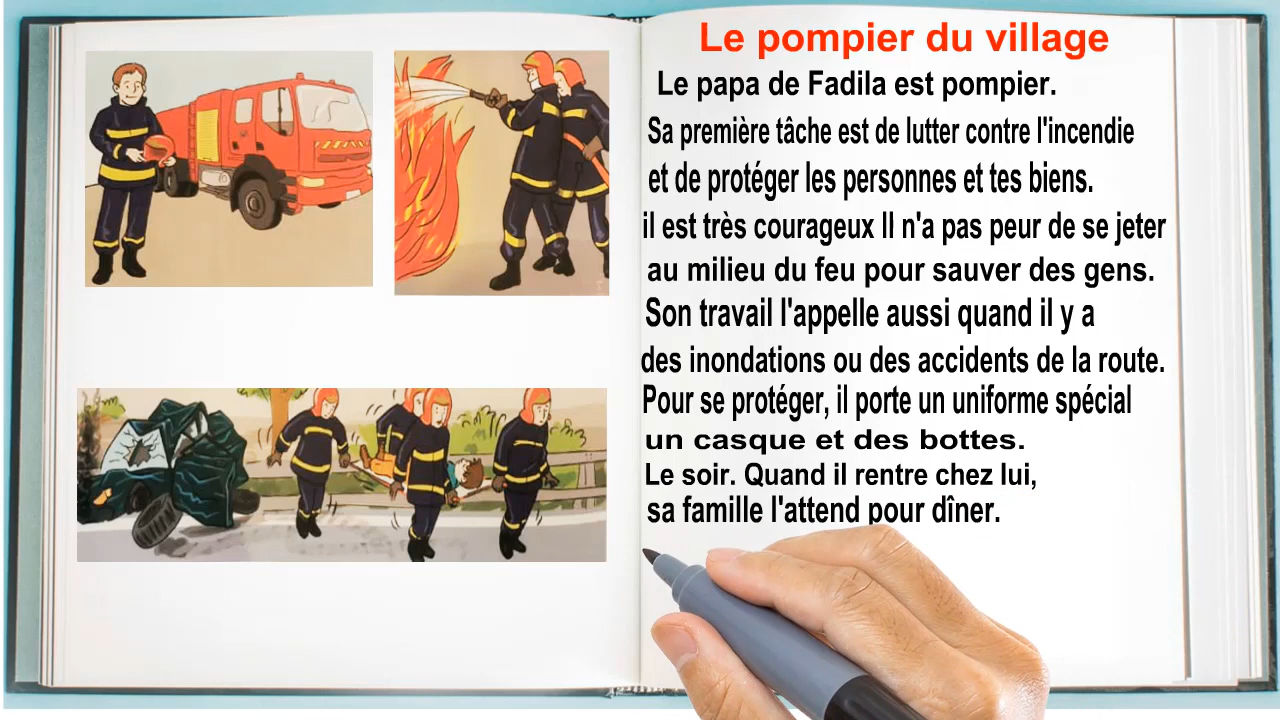 Le pompier du village
Le papa de Fadila est pompier.
Sa première tâche est de lutter contre l'incendie
et de protéger les personnes et tes biens.
il est très courageux Il n'a pas peur de se jeter
au milieu du feu pour sauver des gens.
Son travail l'appelle aussi quand il y a
des inondations ou des accidents de la route.
Pour se protéger, il porte un uniforme spécial
un casque et des bottes.
Le soir. Quand il rentre chez lui,
sa famille l'attend pour dîner.